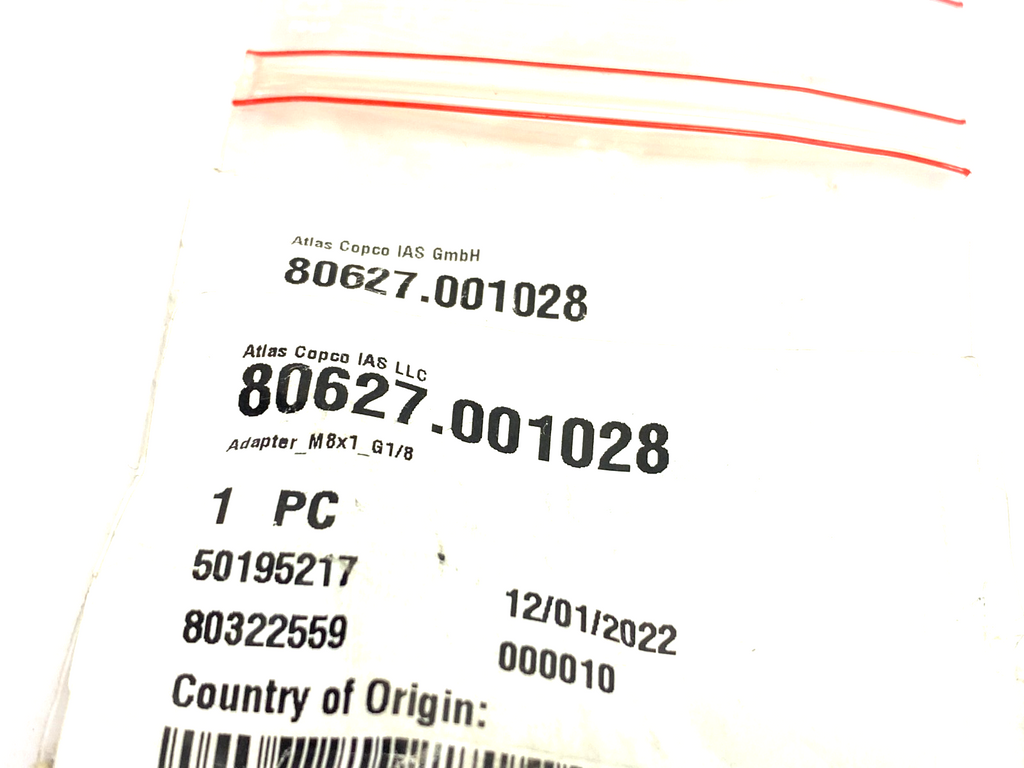 Atlas Copco IAS GmbH
80627.001028
Atlas Copco IAS LLC
80627.001028
Adapter_M8x1_G1/8
1 PC
50195217
12/01/2022
80322559
000010
Country of Origin: